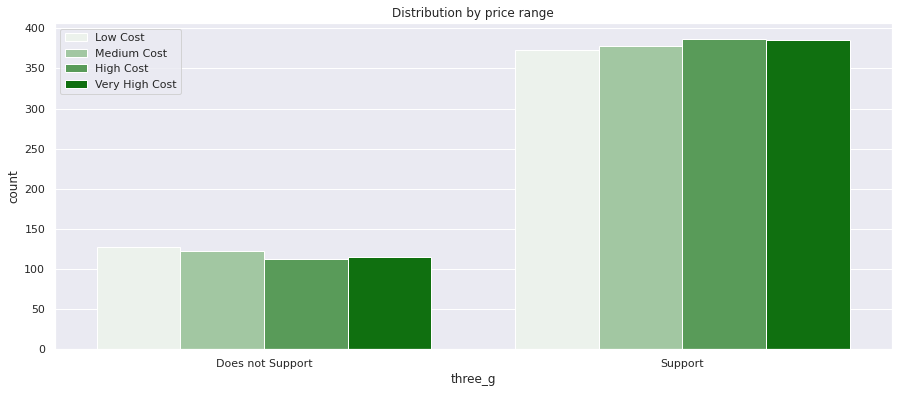 Distribution by price range
Low Cost
Medium Cost
High Cost
Very High Cost
400
350
300
250
200
150
100
50
0
count
Does not Support
Support
three_g